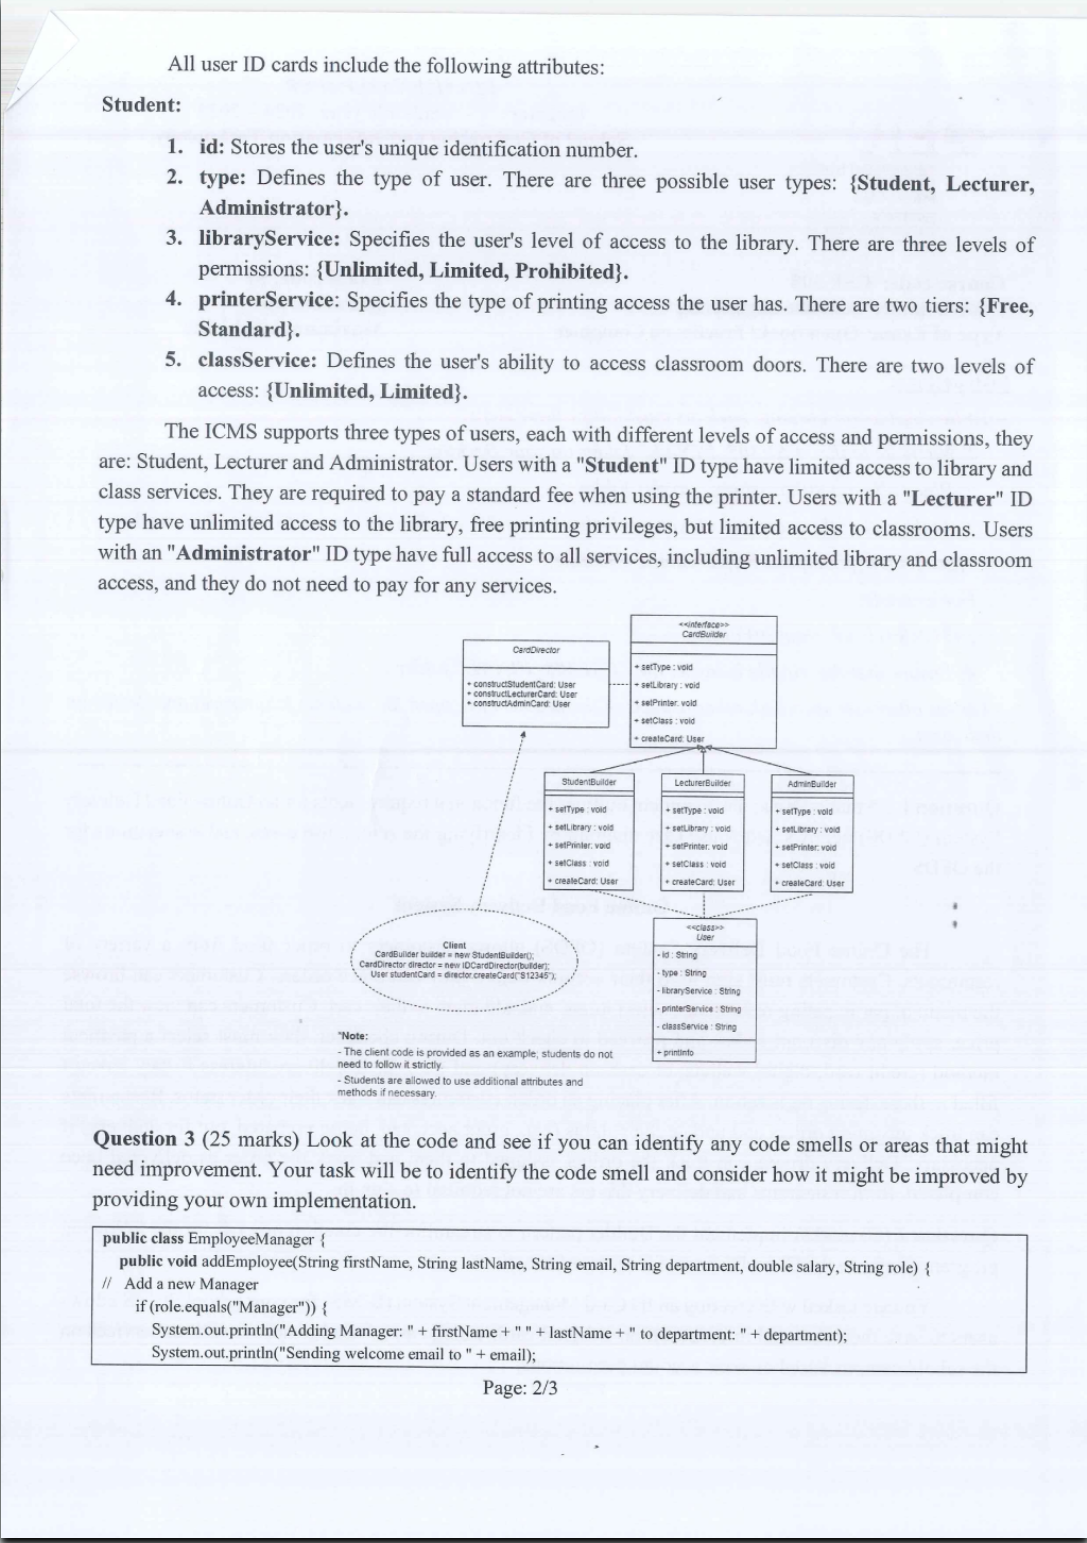 All user ID cards include the following attributes:
Student:
1. id: Stores the user's unique identification number.
2. type: Defines the type of user. There are three possible user types: {Student, Lecturer,
Administrator}.
3. libraryService: Specifies the user's level of access to the library. There are three levels of
permissions: {Unlimited, Limited, Prohibited}.
4. printerService: Specifies the type of printing access the user has. There are two tiers: {Free,
Standard}.
5. classService: Defines the user's ability to access classroom doors. There are two levels of
access: {Unlimited, Limited}.
The ICMS supports three types of users, each with different levels of access and permissions, they
are: Student, Lecturer and Administrator. Users with a "Student" ID type have limited access to library and
class services. They are required to pay a standard fee when using the printer. Users with a "Lecturer" ID
type have unlimited access to the library, free printing privileges, but limited access to classrooms. Users
with an "Administrator" ID type have full access to all services, including unlimited library and classroom
access, and they do not need to pay for any services.
<<interface>>
CardBuilder
+ setType : void
+ setLibrary : void
+ setPrinter: void
+ setClass : void
+ createCard: User
CardDirector
+ constructStudentCard: User
+ constructLecturerCard: User
+ constructAdminCard: User
StudentBuilder
+ setType : void
+ setLibrary : void
+ setPrinter: void
+ setClass : void
+ createCard: User
LecturerBuilder
+ setType : void
+ setLibrary : void
+ setPrinter: void
+ setClass : void
+ createCard: User
AdminBuilder
+ setType : void
+ setLibrary : void
+ setPrinter: void
+ setClass : void
+ createCard: User
<<class>>
User
- id : String
- type : String
- libraryService : String
- printerService : String
- classService : String
+ printInfo
Client
CardBuilder builder = new StudentBuilder();
CardDirector director = new IDCardDirector(builder);
User studentCard = director.createCard("S12345");
*Note:
- The client code is provided as an example; students do not
need to follow it strictly.
- Students are allowed to use additional attributes and
methods if necessary.
Question 3 (25 marks) Look at the code and see if you can identify any code smells or areas that might
need improvement. Your task will be to identify the code smell and consider how it might be improved by
providing your own implementation.
public class EmployeeManager {
public void addEmployee(String firstName, String lastName, String email, String department, double salary, String role) {
// Add a new Manager
if (role.equals("Manager")) {
System.out.println("Adding Manager: " + firstName + " " + lastName + " to department: " + department);
System.out.println("Sending welcome email to " + email);
Page: 2/3